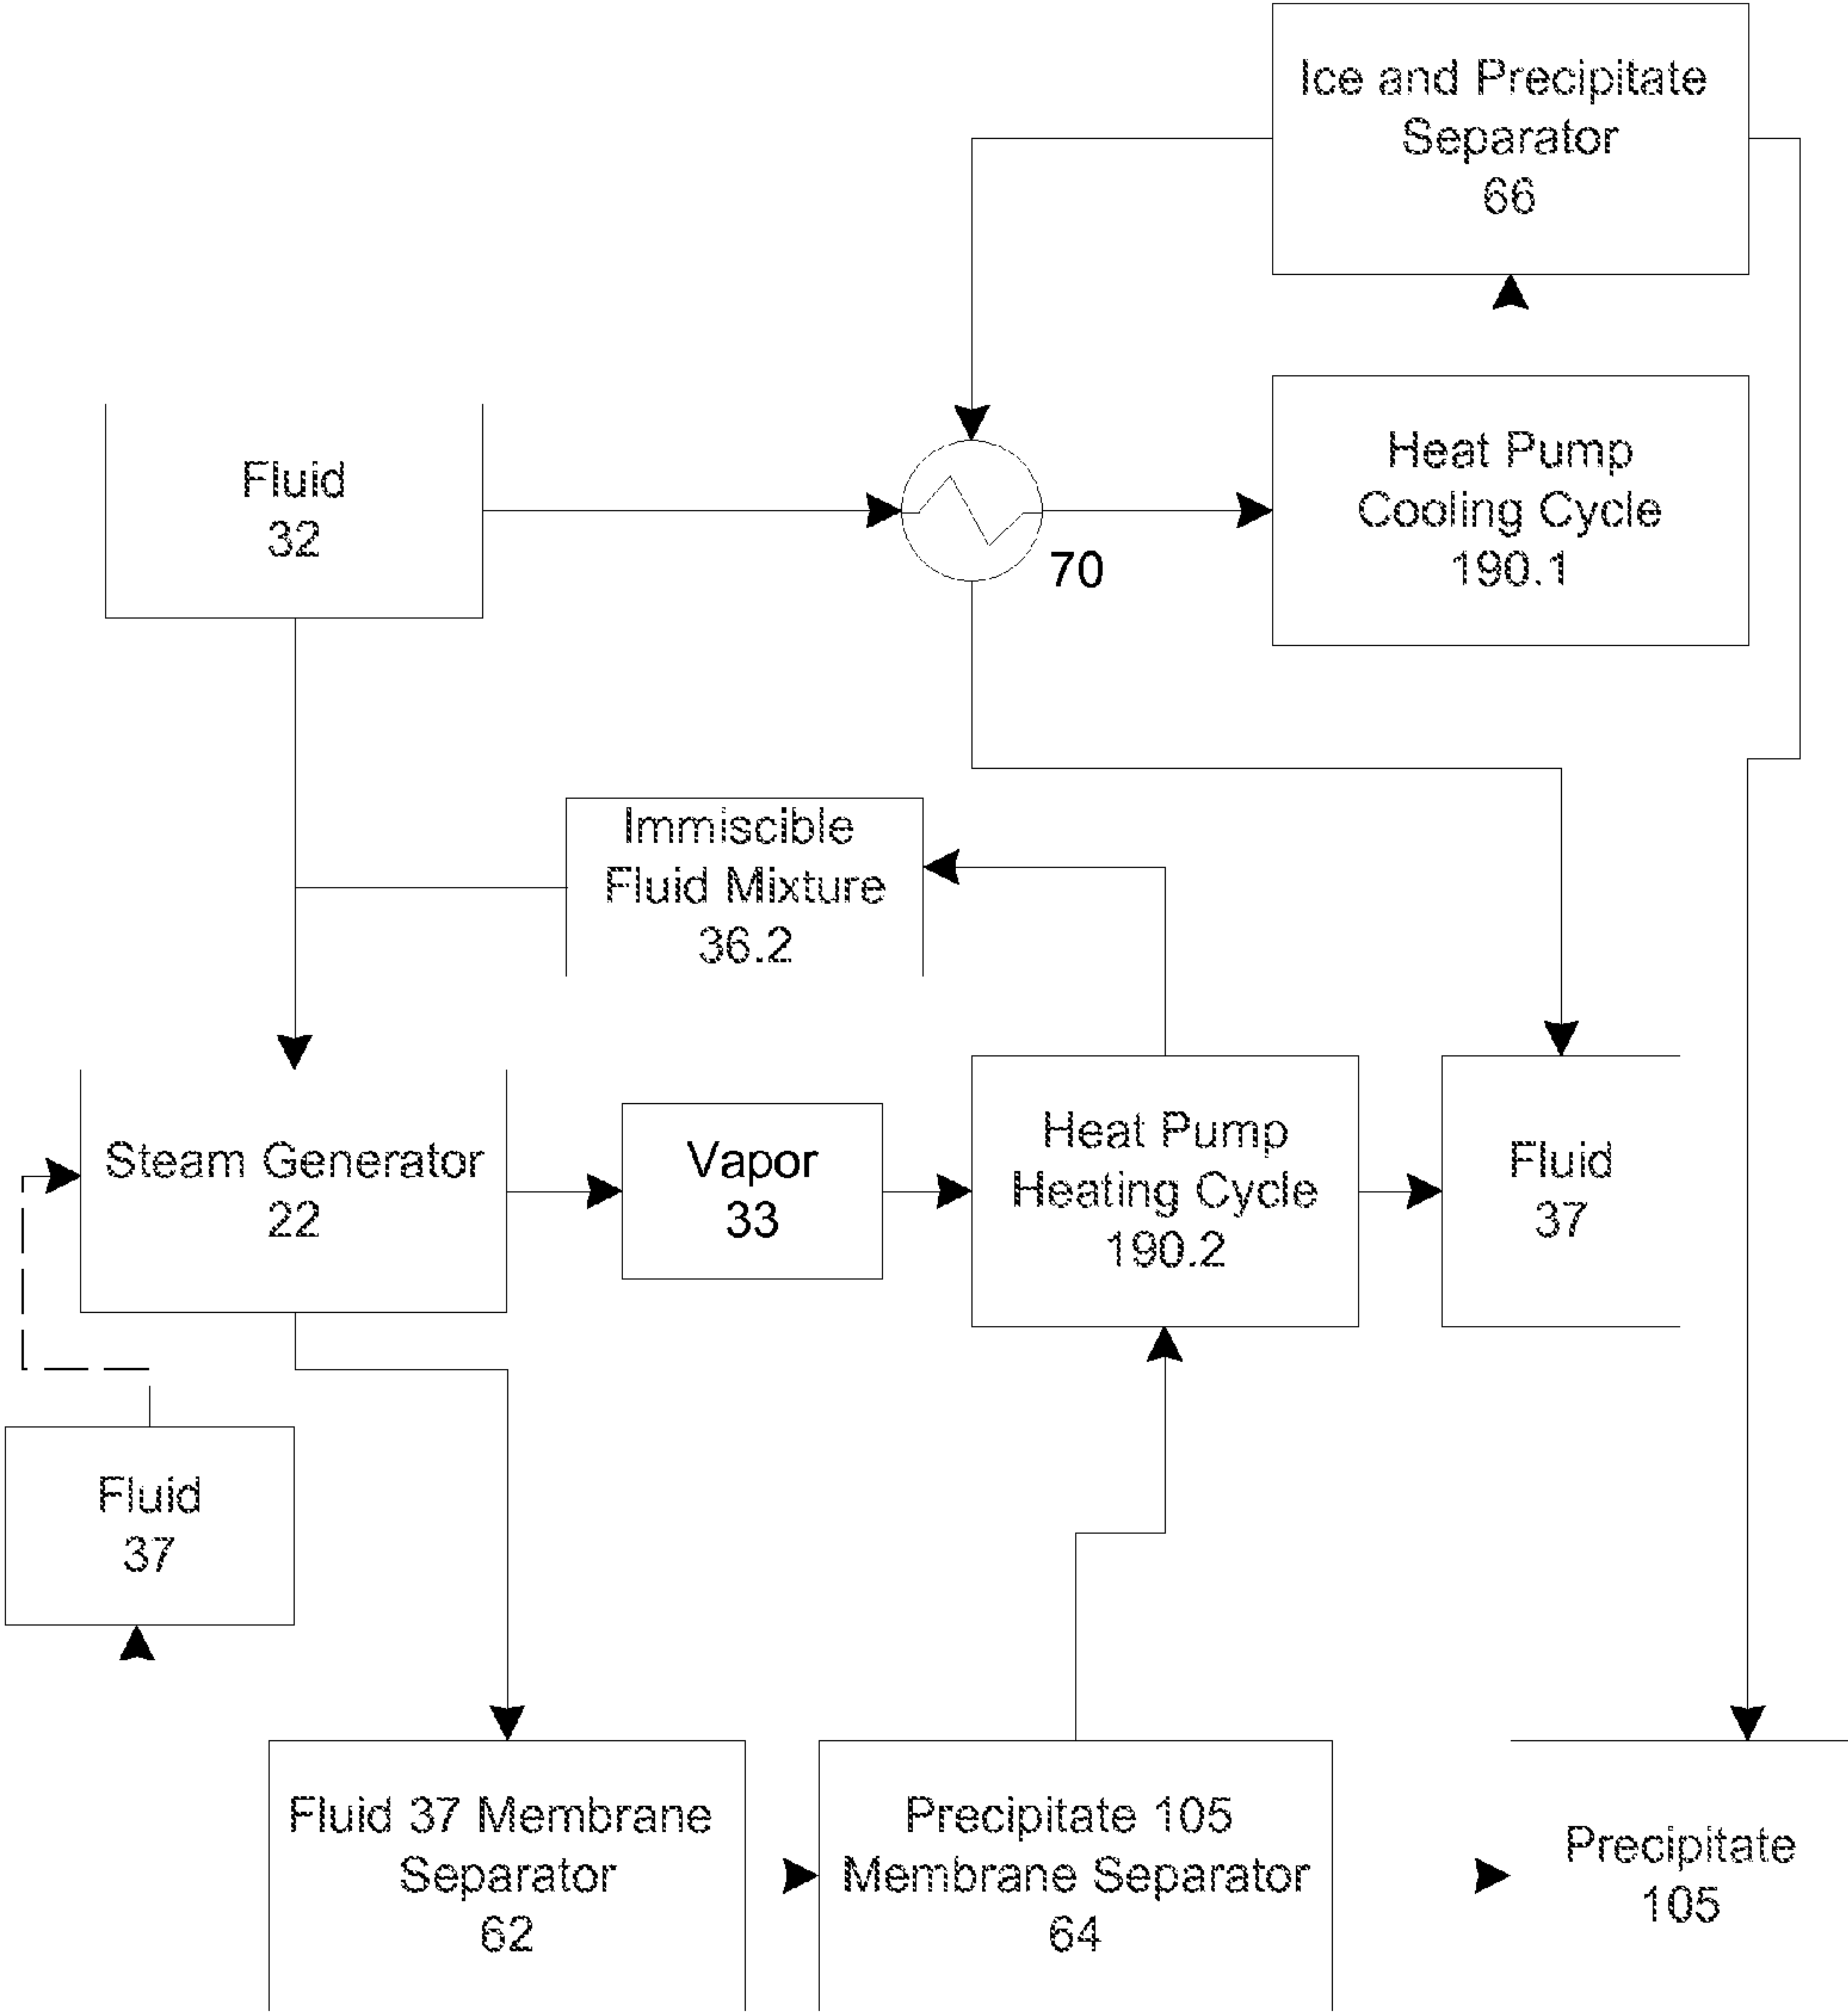 Ice and Precipitate
Separator
66
Fluid
32
70
Heat Pump
Cooling Cycle
190.1
Immiscible
Fluid Mixture
36.2
Steam Generator
22
Vapor
33
Heat Pump
Heating Cycle
190.2
Fluid
37
Fluid
37
Fluid 37 Membrane
Separator
62
Precipitate 105
Membrane Separator
64
Precipitate
105